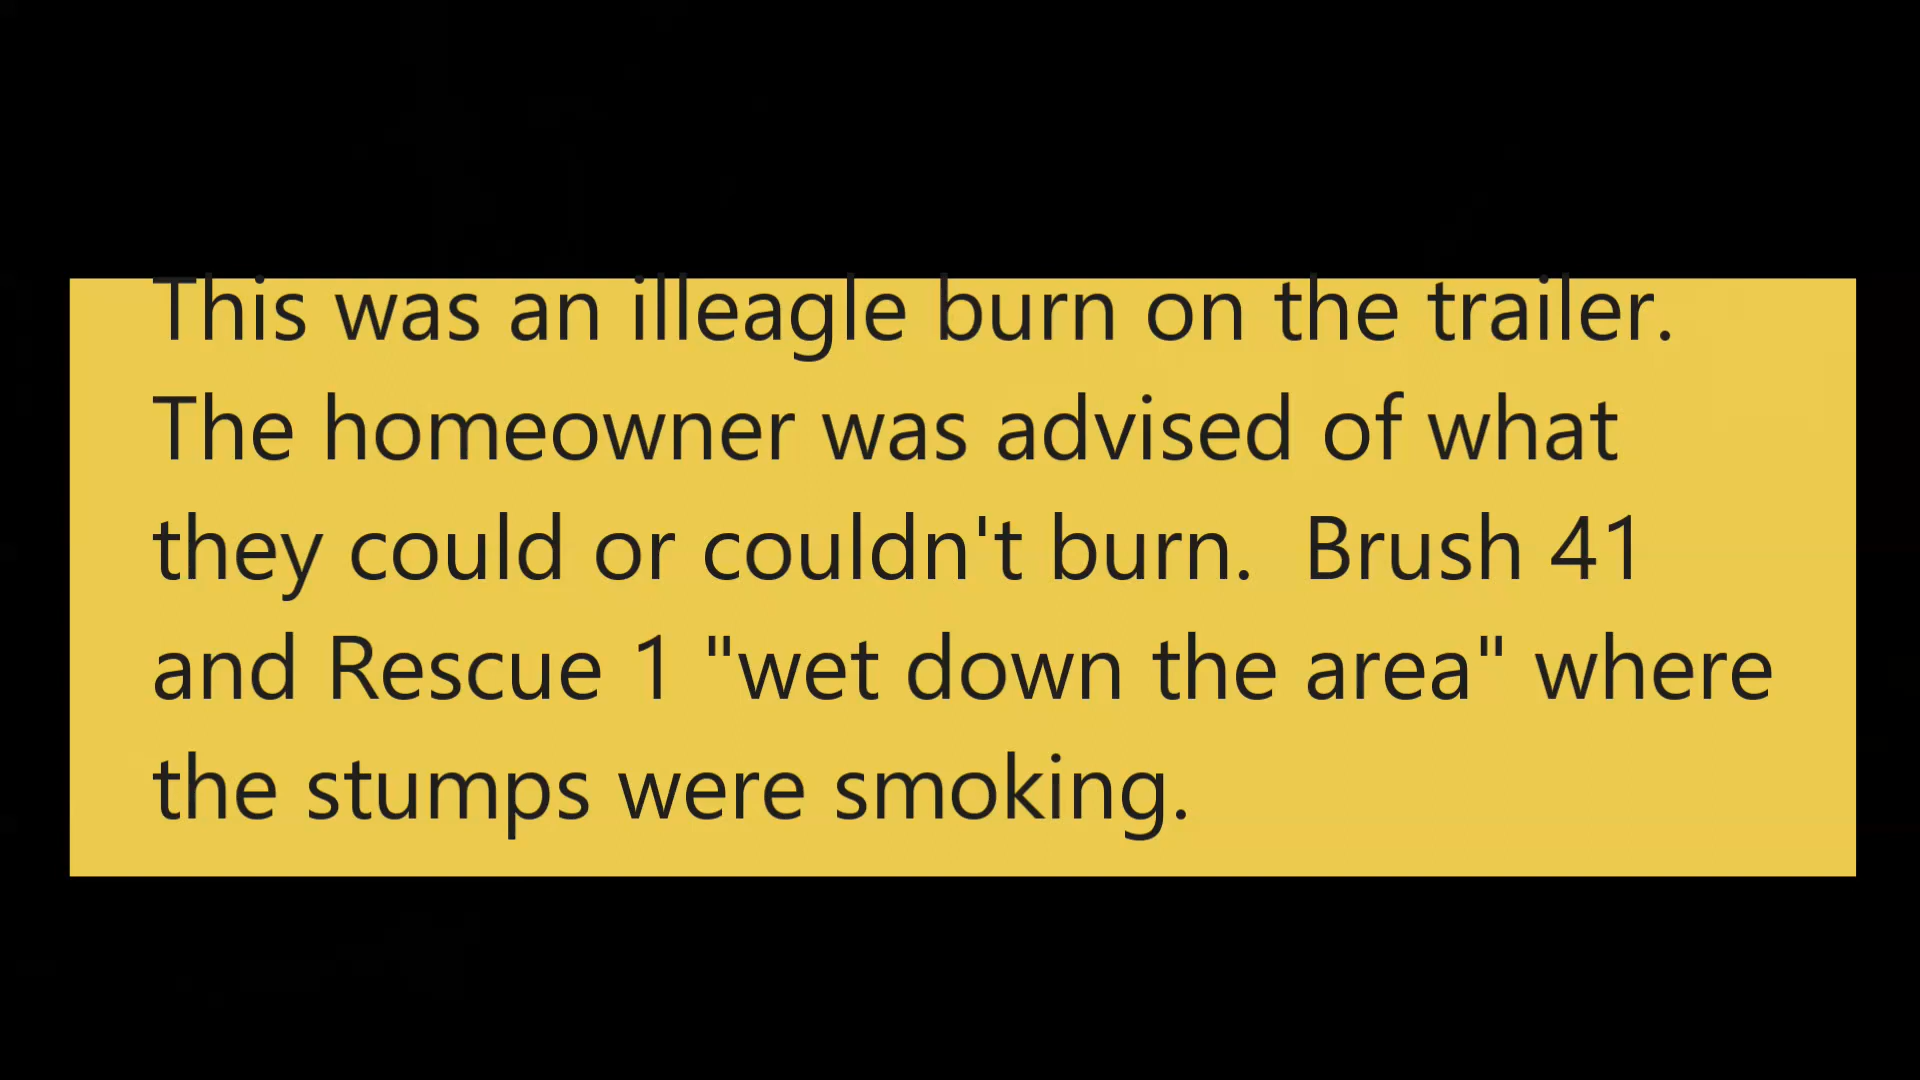 This was an illeagle burn on the trailer.
The homeowner was advised of what
they could or couldn't burn.  Brush 41
and Rescue 1 "wet down the area" where
the stumps were smoking.